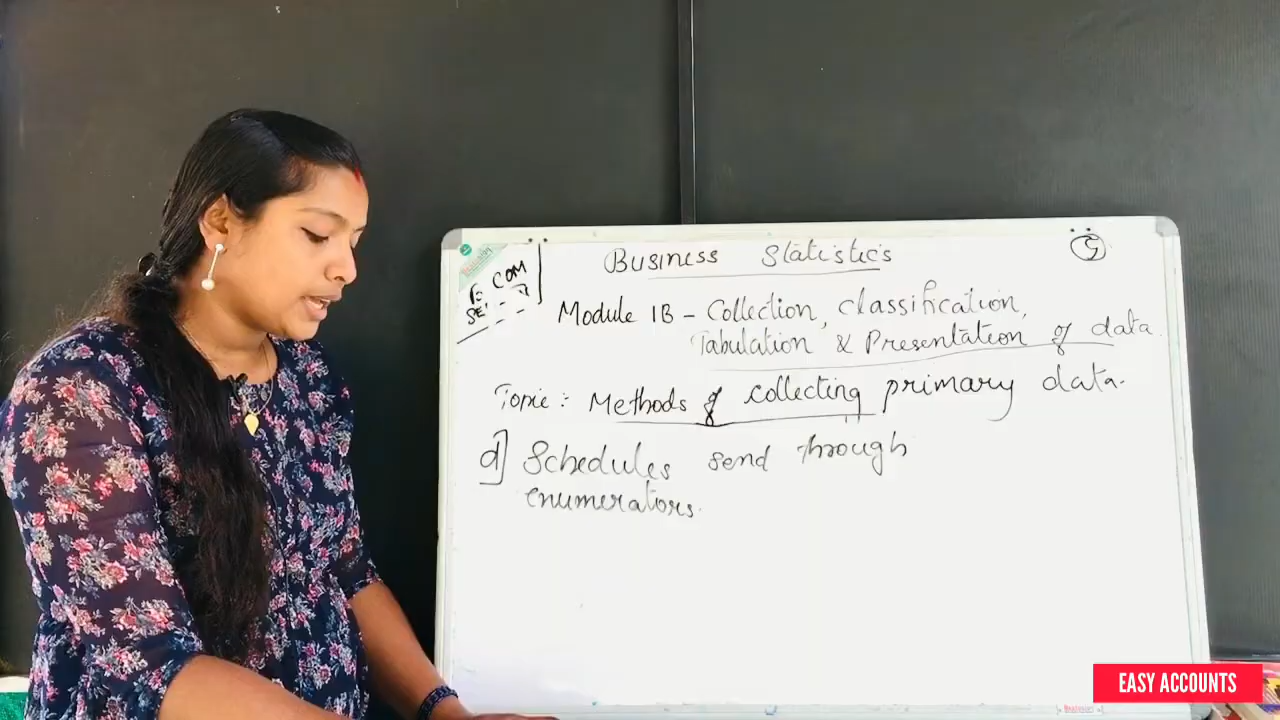 Business Statistics
5
B.COM
Module 1B - Collection, classification,
Tabulation & Presentation of data.
Topic :- Methods of collecting primary data.
d] Schedules send through
enumerators.
EASY ACCOUNTS